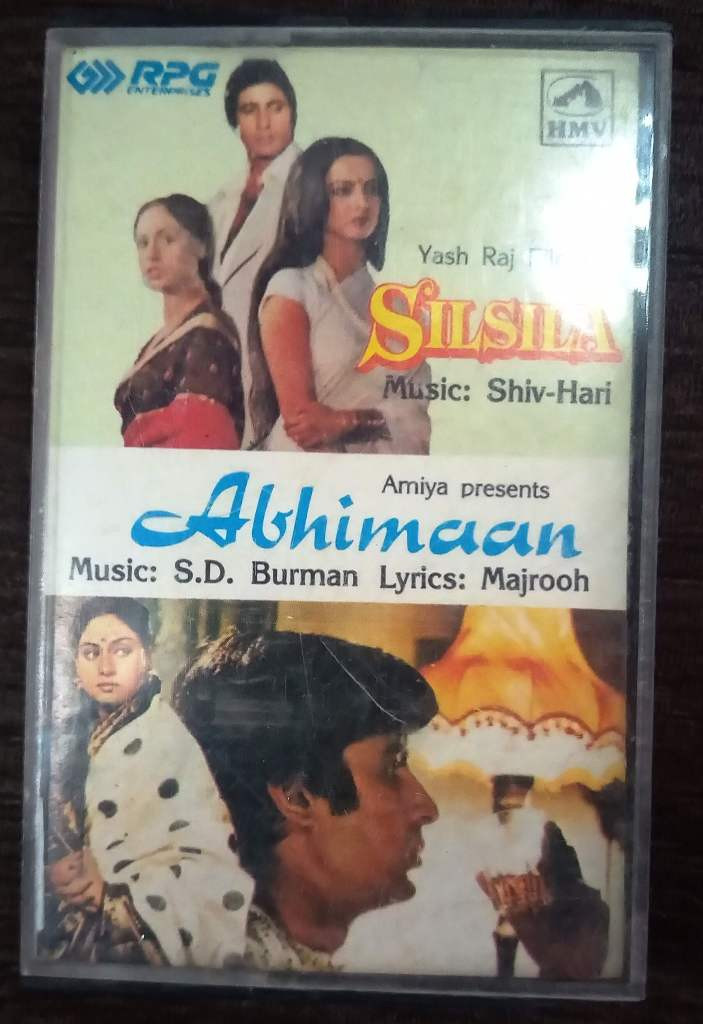 RPG
ENTERPRISES
HMV
Yash Raj
SILSILA
Music: Shiv-Hari
Amiya presents
Abhimaan
Music: S.D. Burman Lyrics: Majrooh